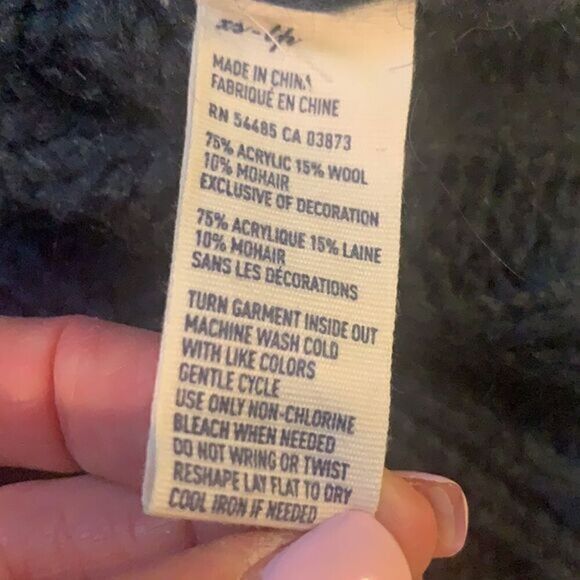 xs-tp
MADE IN CHINA
FABRIQUÉ EN CHINE
RN 54485 CA 03873
75% ACRYLIC 15% WOOL
10% MOHAIR
EXCLUSIVE OF DECORATION
75% ACRYLIQUE 15% LAINE
10% MOHAIR
SANS LES DÉCORATIONS
TURN GARMENT INSIDE OUT
MACHINE WASH COLD
WITH LIKE COLORS
GENTLE CYCLE
USE ONLY NON-CHLORINE
BLEACH WHEN NEEDED
DO NOT WRING OR TWIST
RESHAPE LAY FLAT TO DRY
COOL IRON IF NEEDED